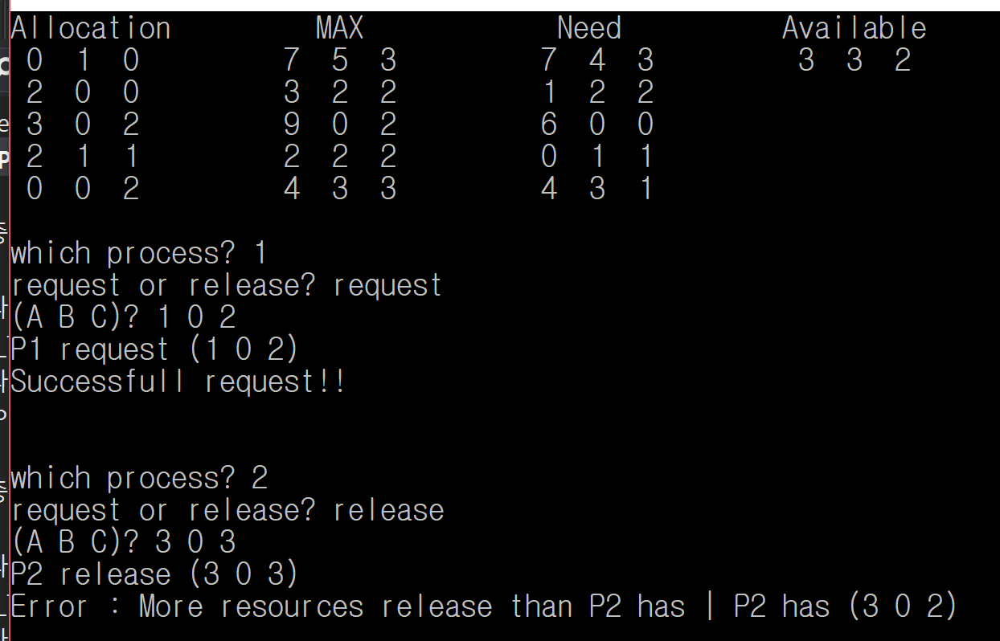 Allocation MAX Need Available
0 1 0 7 5 3 7 4 3 3 3 2
2 0 0 3 2 2 1 2 2
3 0 2 9 0 2 6 0 0
2 1 1 2 2 2 0 1 1
0 0 2 4 3 3 4 3 1
which process? 1
request or release? request
(A B C)? 1 0 2
P1 request (1 0 2)
Successfull request!!
which process? 2
request or release? release
(A B C)? 3 0 3
P2 release (3 0 3)
Error : More resources release than P2 has | P2 has (3 0 2)